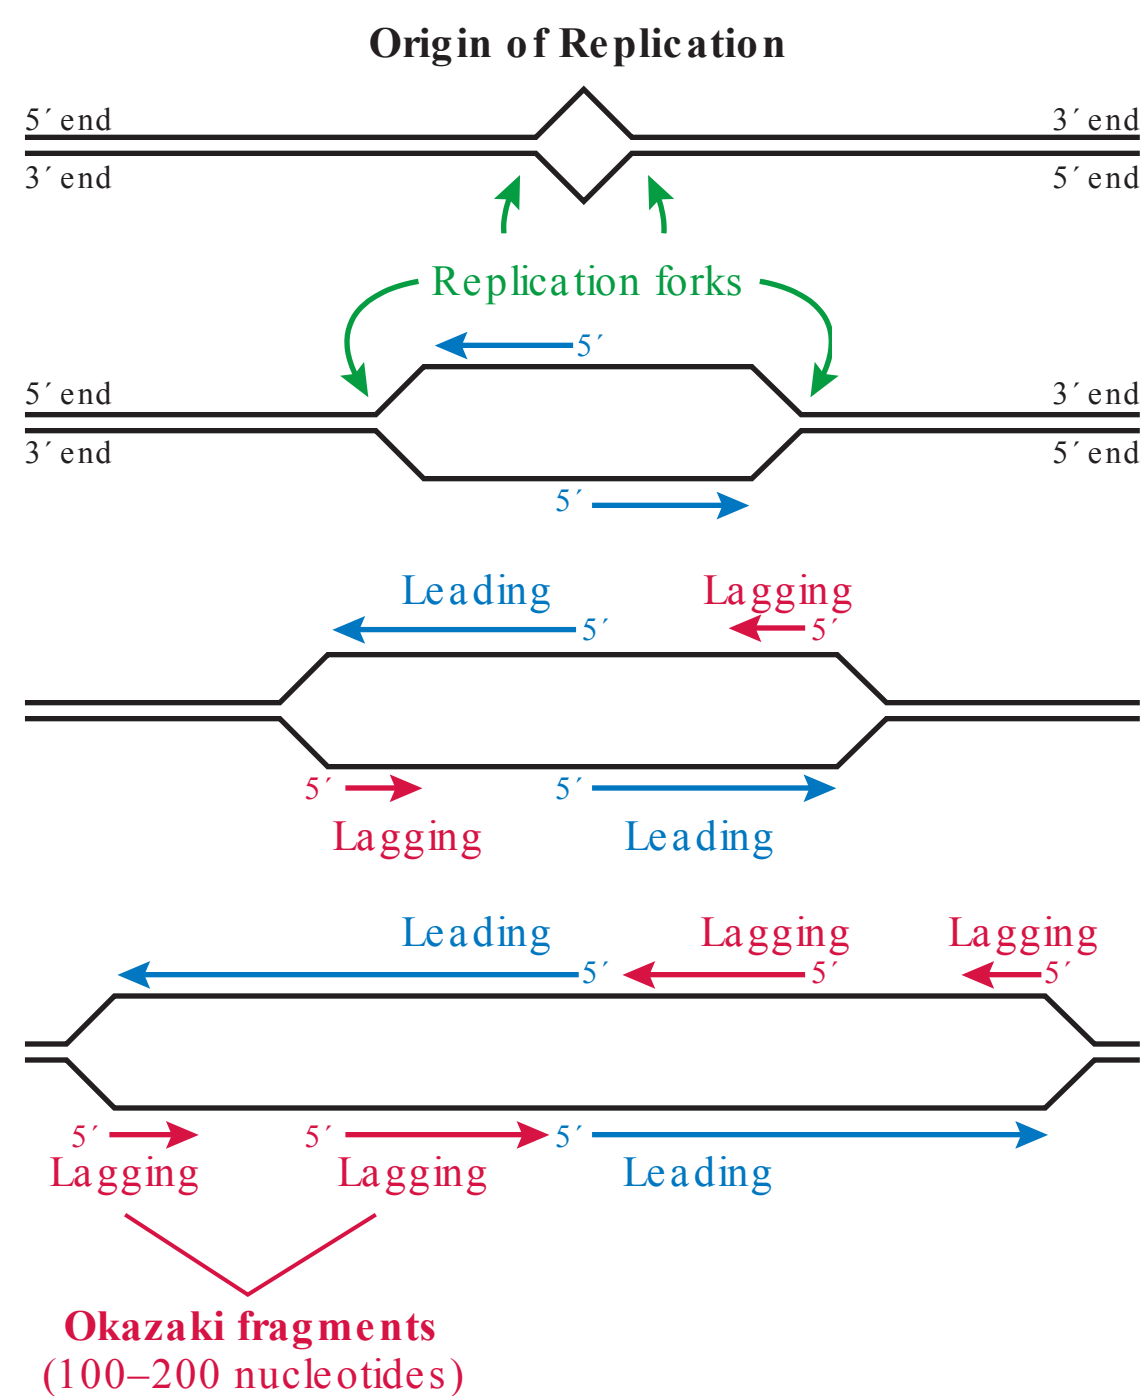 Origin of Replication
5´ end 3´ end
3´ end 5´ end
Replication forks
5´
5´ end 3´ end
3´ end 5´ end
5´
Leading Lagging
5´ 5´
5´ 5´
Lagging Leading
Leading Lagging Lagging
5´ 5´ 5´
5´ 5´ 5´
Lagging Lagging Leading
Okazaki fragments
(100–200 nucleotides)